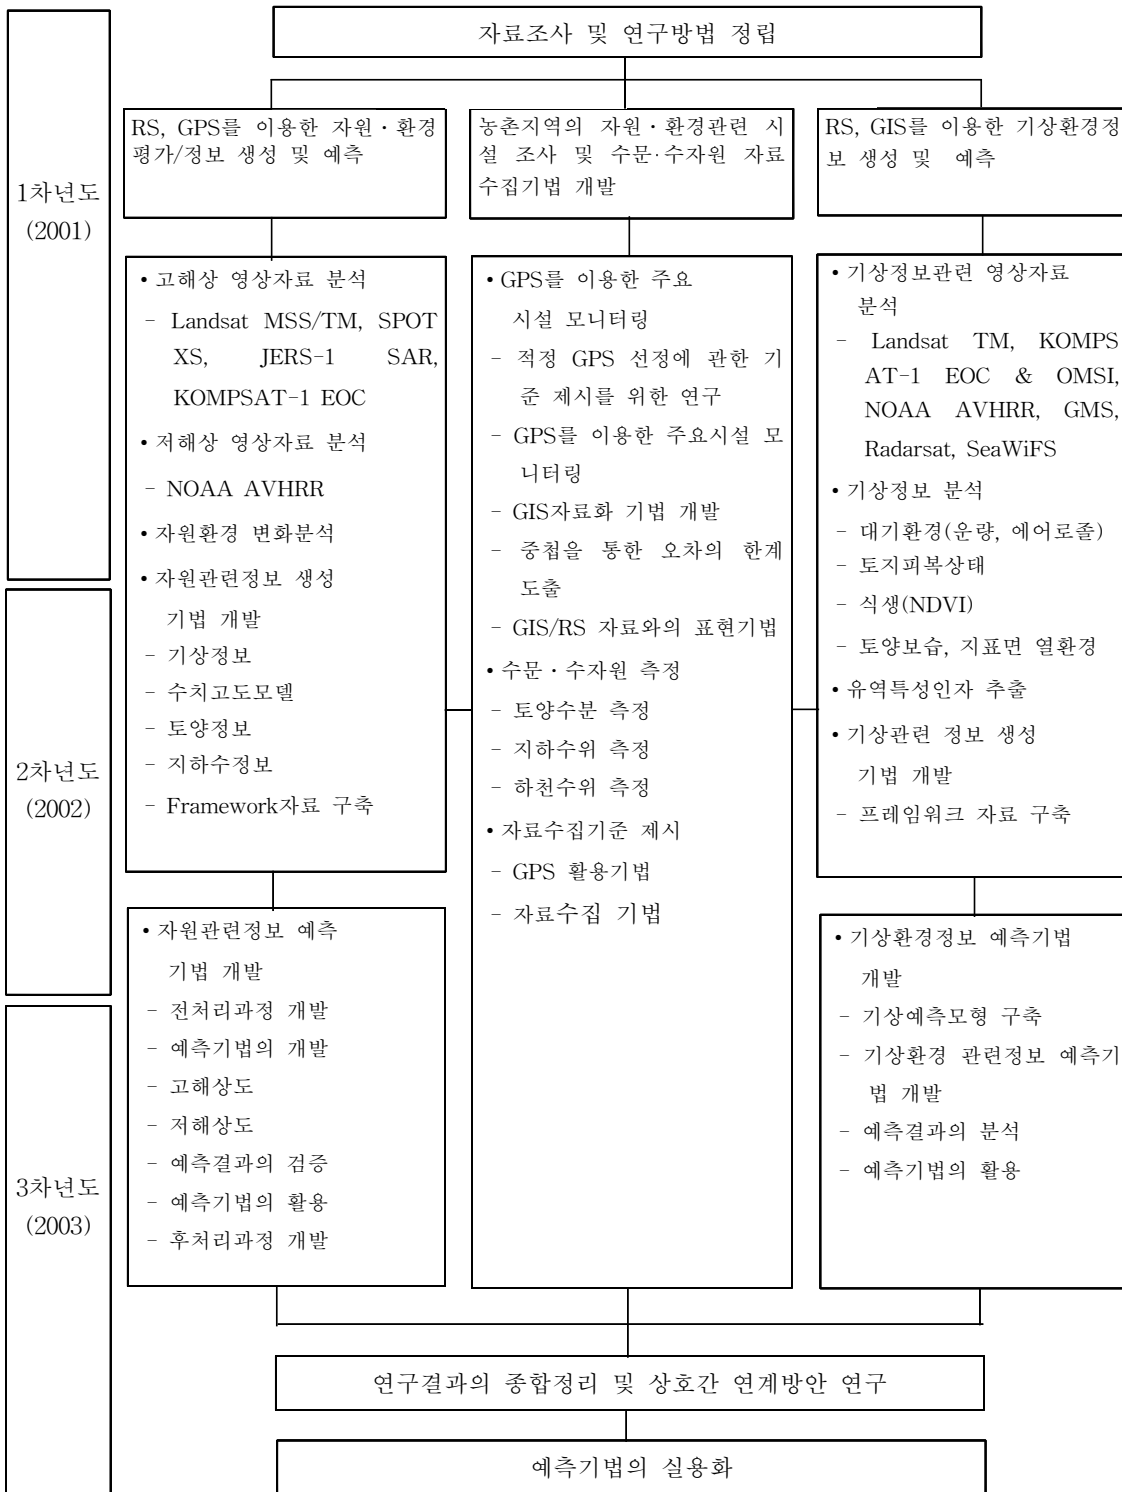 자료조사 및 연구방법 정립
1차년도
(2001)
RS, GPS를 이용한 자원·환경
평가/정보 생성 및 예측
농촌지역의 자원·환경관련 시
설 조사 및 수문·수자원 자료
수집기법 개발
RS, GIS를 이용한 기상환경정
보 생성 및 예측
• 고해상 영상자료 분석
- Landsat MSS/TM, SPOT
XS, JERS-1 SAR,
KOMPSAT-1 EOC
• 저해상 영상자료 분석
- NOAA AVHRR
• 자원환경 변화분석
• 자원관련정보 생성
기법 개발
- 기상정보
- 수치고도모델
- 토양정보
- 지하수정보
- Framework자료 구축
• GPS를 이용한 주요
시설 모니터링
- 적정 GPS 선정에 관한 기
준 제시를 위한 연구
- GPS를 이용한 주요시설 모
니터링
- GIS자료화 기법 개발
- 중첩을 통한 오차의 한계
도출
- GIS/RS 자료와의 표현기법
• 수문·수자원 측정
- 토양수분 측정
- 지하수위 측정
- 하천수위 측정
• 자료수집기준 제시
- GPS 활용기법
- 자료수집 기법
• 기상정보관련 영상자료
분석
- Landsat TM, KOMPS
AT-1 EOC & OMSI,
NOAA AVHRR, GMS,
Radarsat, SeaWiFS
• 기상정보 분석
- 대기환경(운량, 에어로졸)
- 토지피복상태
- 식생(NDVI)
- 토양보습, 지표면 열환경
• 유역특성인자 추출
• 기상관련 정보 생성
기법 개발
- 프레임워크 자료 구축
2차년도
(2002)
• 자원관련정보 예측
기법 개발
- 전처리과정 개발
- 예측기법의 개발
- 고해상도
- 저해상도
- 예측결과의 검증
- 예측기법의 활용
- 후처리과정 개발
• 기상환경정보 예측기법
개발
- 기상예측모형 구축
- 기상환경 관련정보 예측기
법 개발
- 예측결과의 분석
- 예측기법의 활용
3차년도
(2003)
연구결과의 종합정리 및 상호간 연계방안 연구
예측기법의 실용화